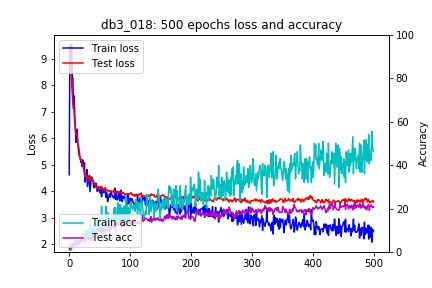 db3_018: 500 epochs loss and accuracy
Train loss
Test loss
Train acc
Test acc
Loss
9
8
7
6
5
4
3
2
Accuracy
100
80
60
40
20
0
0
100
200
300
400
500